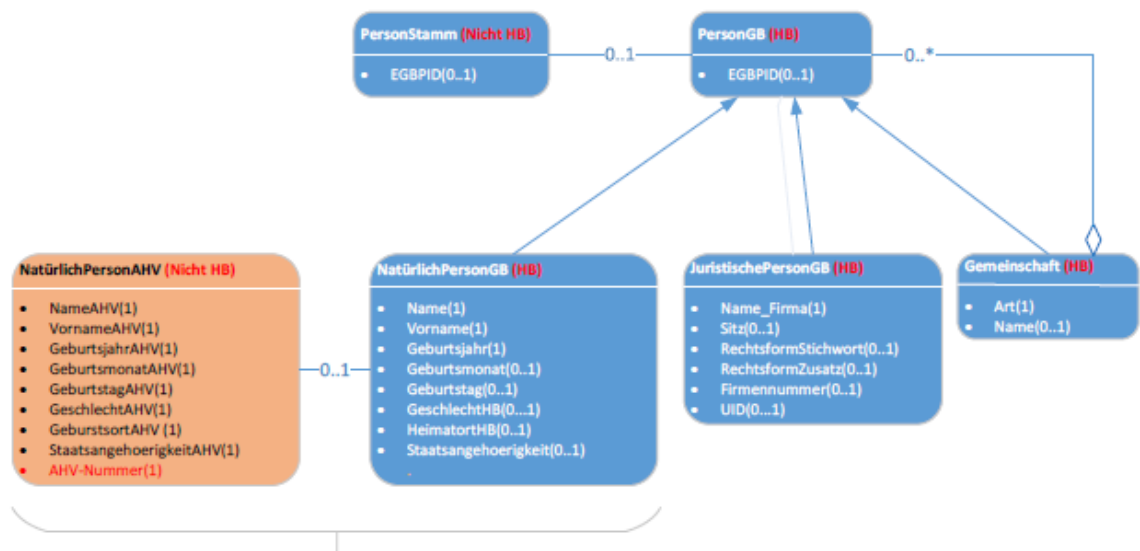 PersonStamm (Nicht HB)
• EGBPID(0..1)
0..1
PersonGB (HB)
• EGBPID(0..1)
0..*
NatürlichPersonAHV (Nicht HB)
• NameAHV(1)
• VornameAHV(1)
• GeburtsjahrAHV(1)
• GeburtsmonatAHV(1)
• GeburtstagAHV(1)
• GeschlechtAHV(1)
• GeburstsortAHV (1)
• StaatsangehoerigkeitAHV(1)
• AHV-Nummer(1)
0..1
NatürlichPersonGB (HB)
• Name(1)
• Vorname(1)
• Geburtsjahr(1)
• Geburtsmonat(0..1)
• Geburtstag(0..1)
• GeschlechtHB(0...1)
• HeimatortHB(0..1)
• Staatsangehoerigkeit(0..1)
JuristischePersonGB (HB)
• Name_Firma(1)
• Sitz(0..1)
• RechtsformStichwort(0..1)
• RechtsformZusatz(0..1)
• Firmennummer(0..1)
• UID(0..1)
Gemeinschaft (HB)
• Art(1)
• Name(0..1)